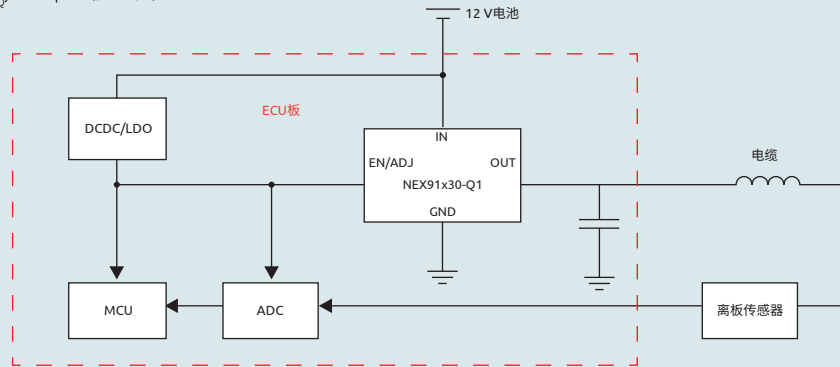 12 V电池
ECU板
DCDC/LDO
IN
EN/ADJ
OUT
NEX91x30-Q1
GND
电缆
MCU
ADC
离板传感器